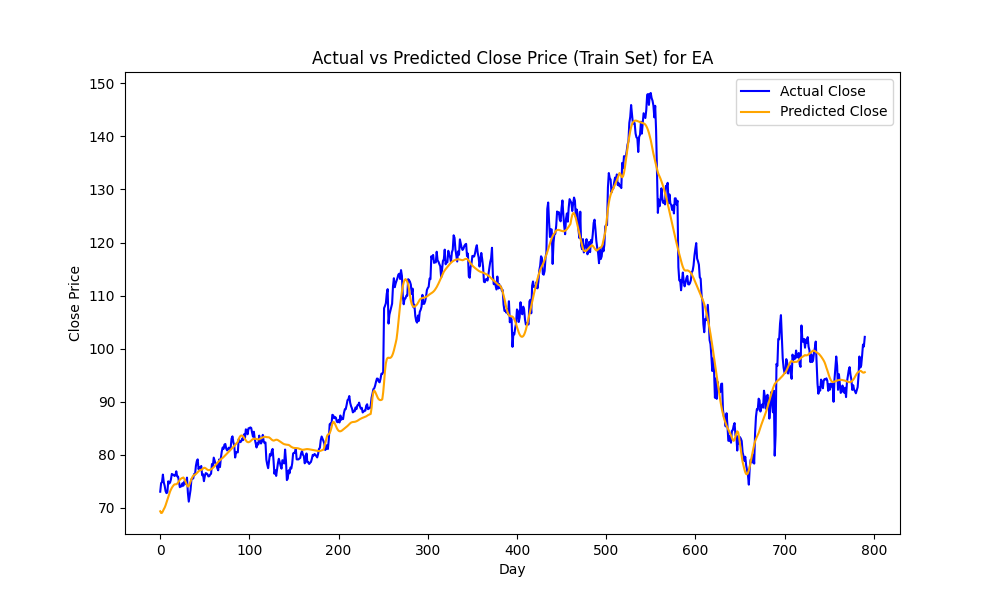 Actual vs Predicted Close Price (Train Set) for EA
Actual Close
Predicted Close
Close Price
150
140
130
120
110
100
90
80
70
0 100 200 300 400 500 600 700 800
Day